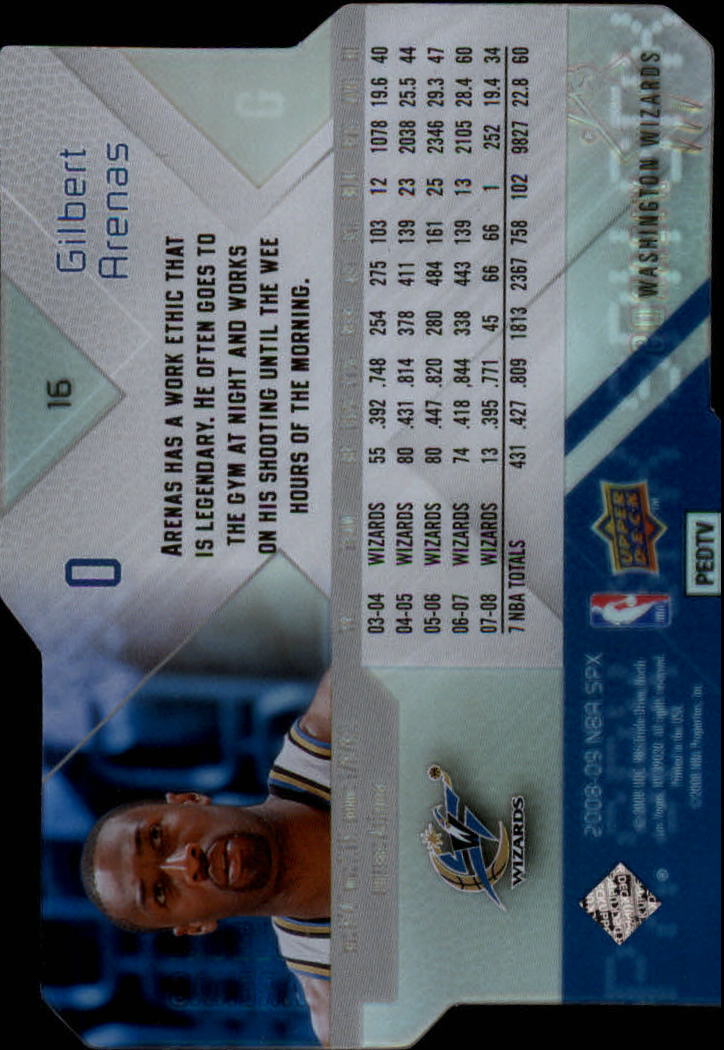 Gilbert
Arenas
16
0
G
ARENAS HAS A WORK ETHIC THAT
IS LEGENDARY. HE OFTEN GOES TO
THE GYM AT NIGHT AND WORKS
ON HIS SHOOTING UNTIL THE WEE
HOURS OF THE MORNING.
03-04 WIZARDS 55 .392 .748 254 275 103 12 1078 19.6 40
04-05 WIZARDS 80 .431 .814 378 411 139 23 2038 25.5 44
05-06 WIZARDS 80 .447 .820 280 484 161 25 2346 29.3 47
06-07 WIZARDS 74 .418 .844 338 443 139 13 2105 28.4 60
07-08 WIZARDS 13 .395 .771 45 66 66 1 252 19.4 34
7 NBA TOTALS 431 .427 .809 1813 2367 758 102 9827 22.8 60
WIZARDS
WASHINGTON WIZARDS
2008-09 NBA SPX
Printed in the USA
UPPER
DECK
PEDTV